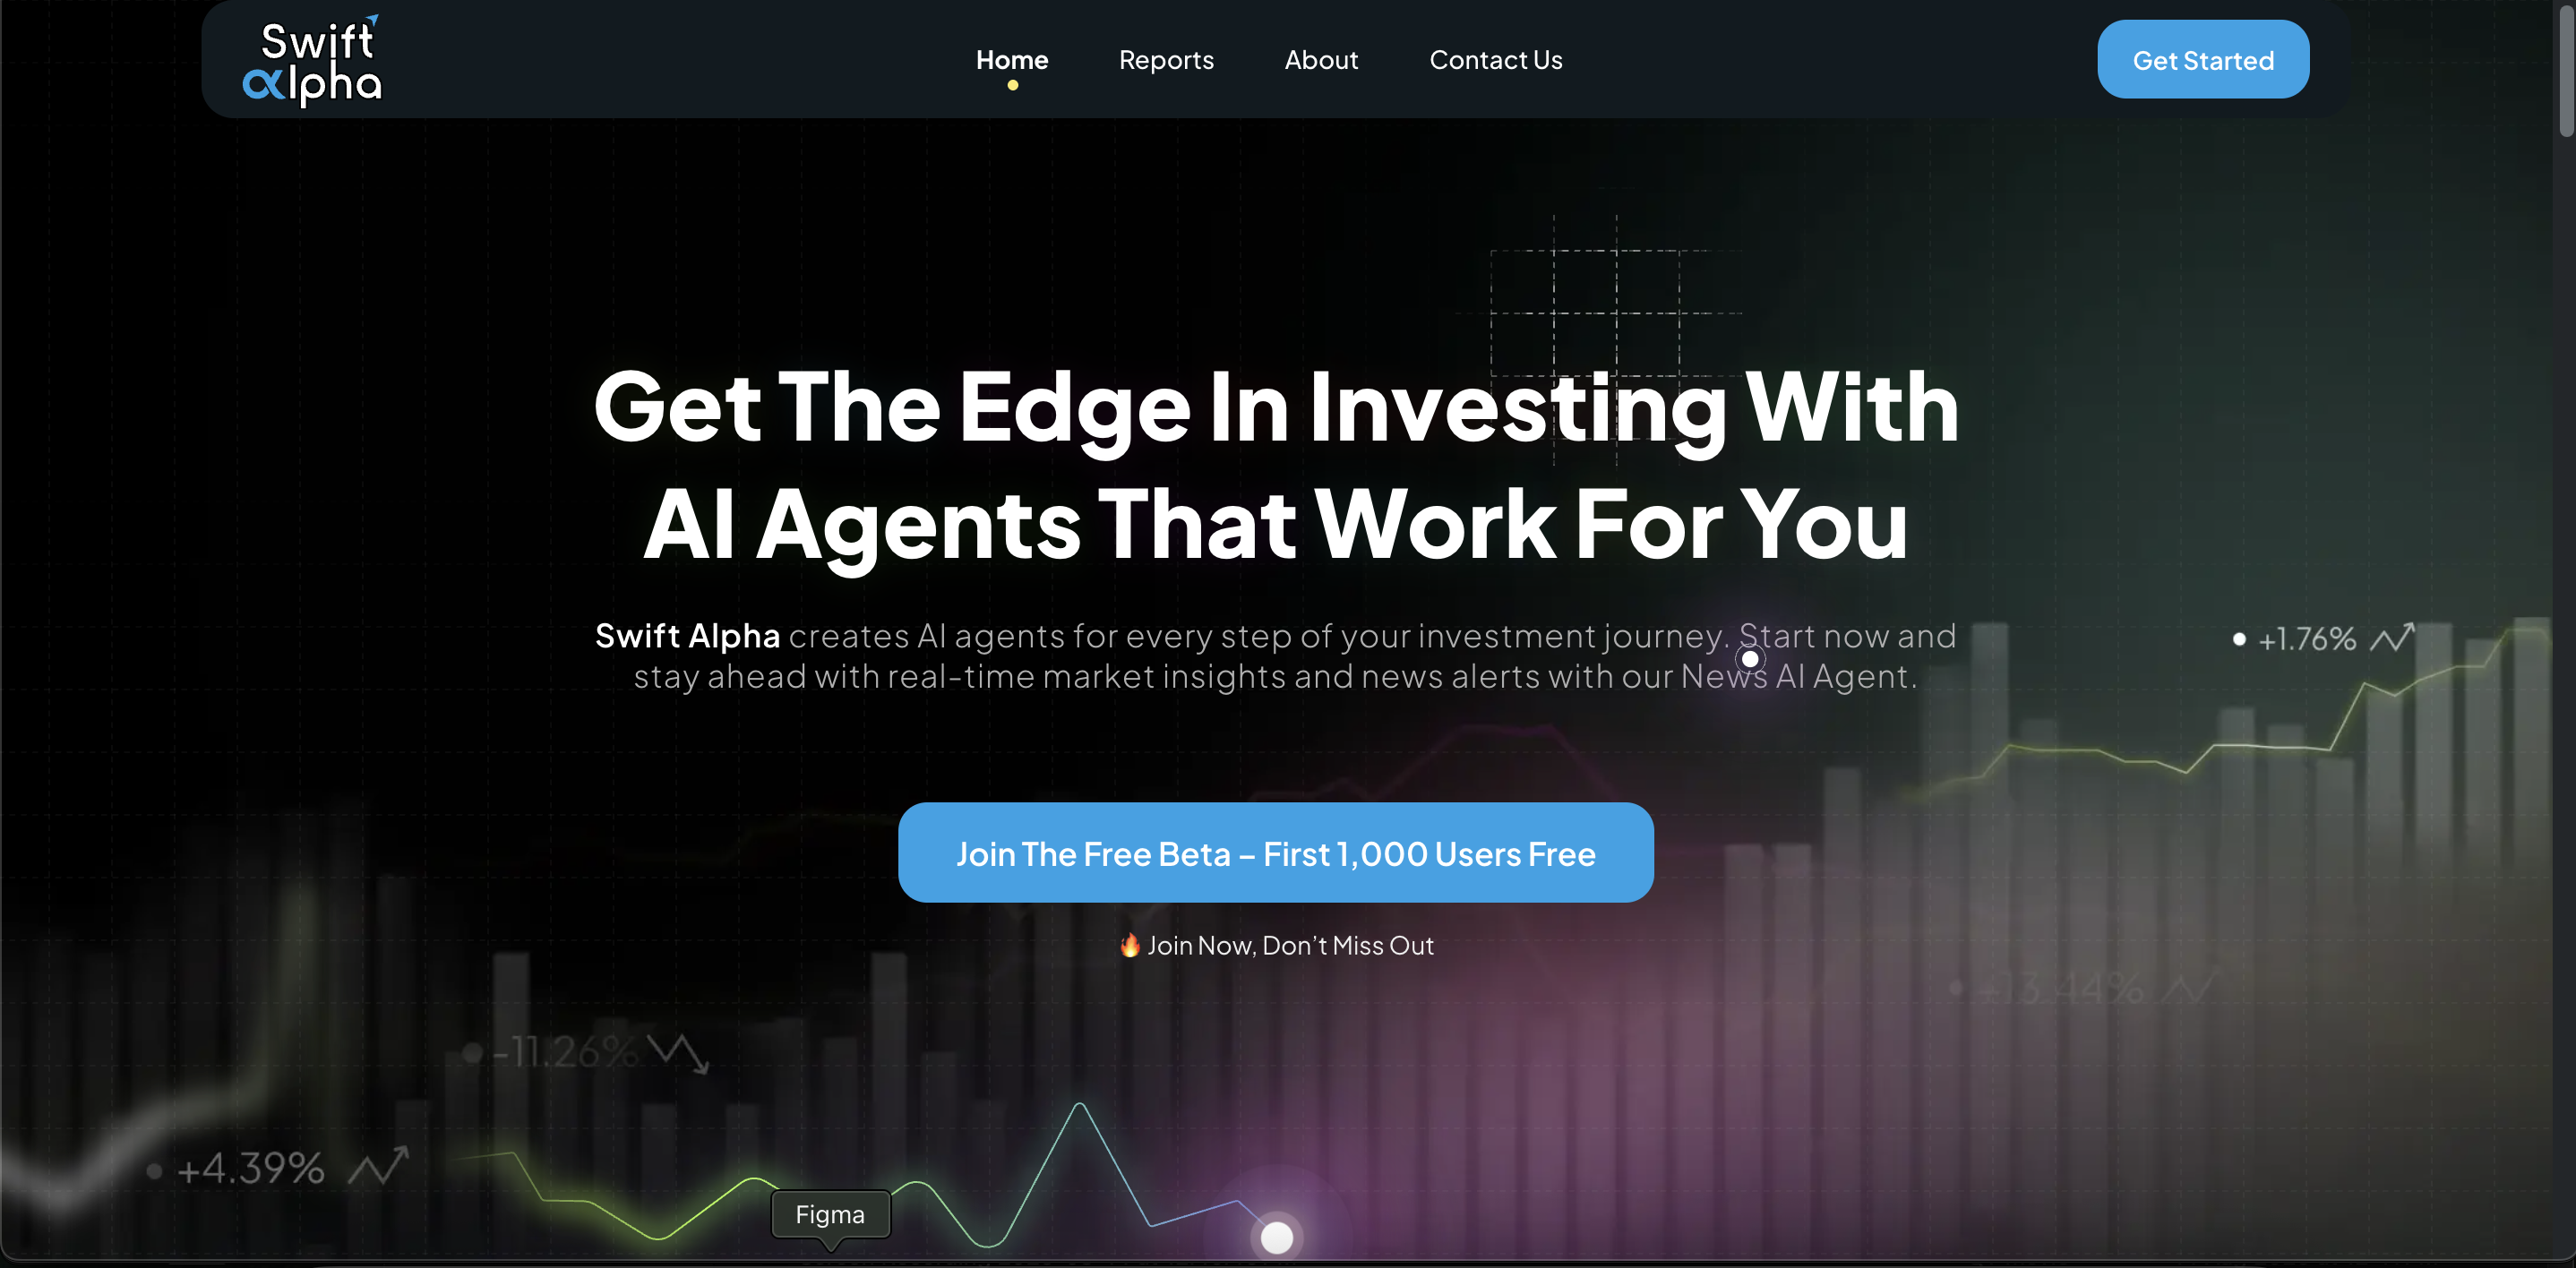 Swift
αlpha
Home
Reports
About
Contact Us
Get Started
Get The Edge In Investing With
AI Agents That Work For You
Swift Alpha creates AI agents for every step of your investment journey. Start now and
stay ahead with real-time market insights and news alerts with our News AI Agent.
+1.76%
Join The Free Beta – First 1,000 Users Free
🔥 Join Now, Don’t Miss Out
-11.26%
+4.39%
Figma